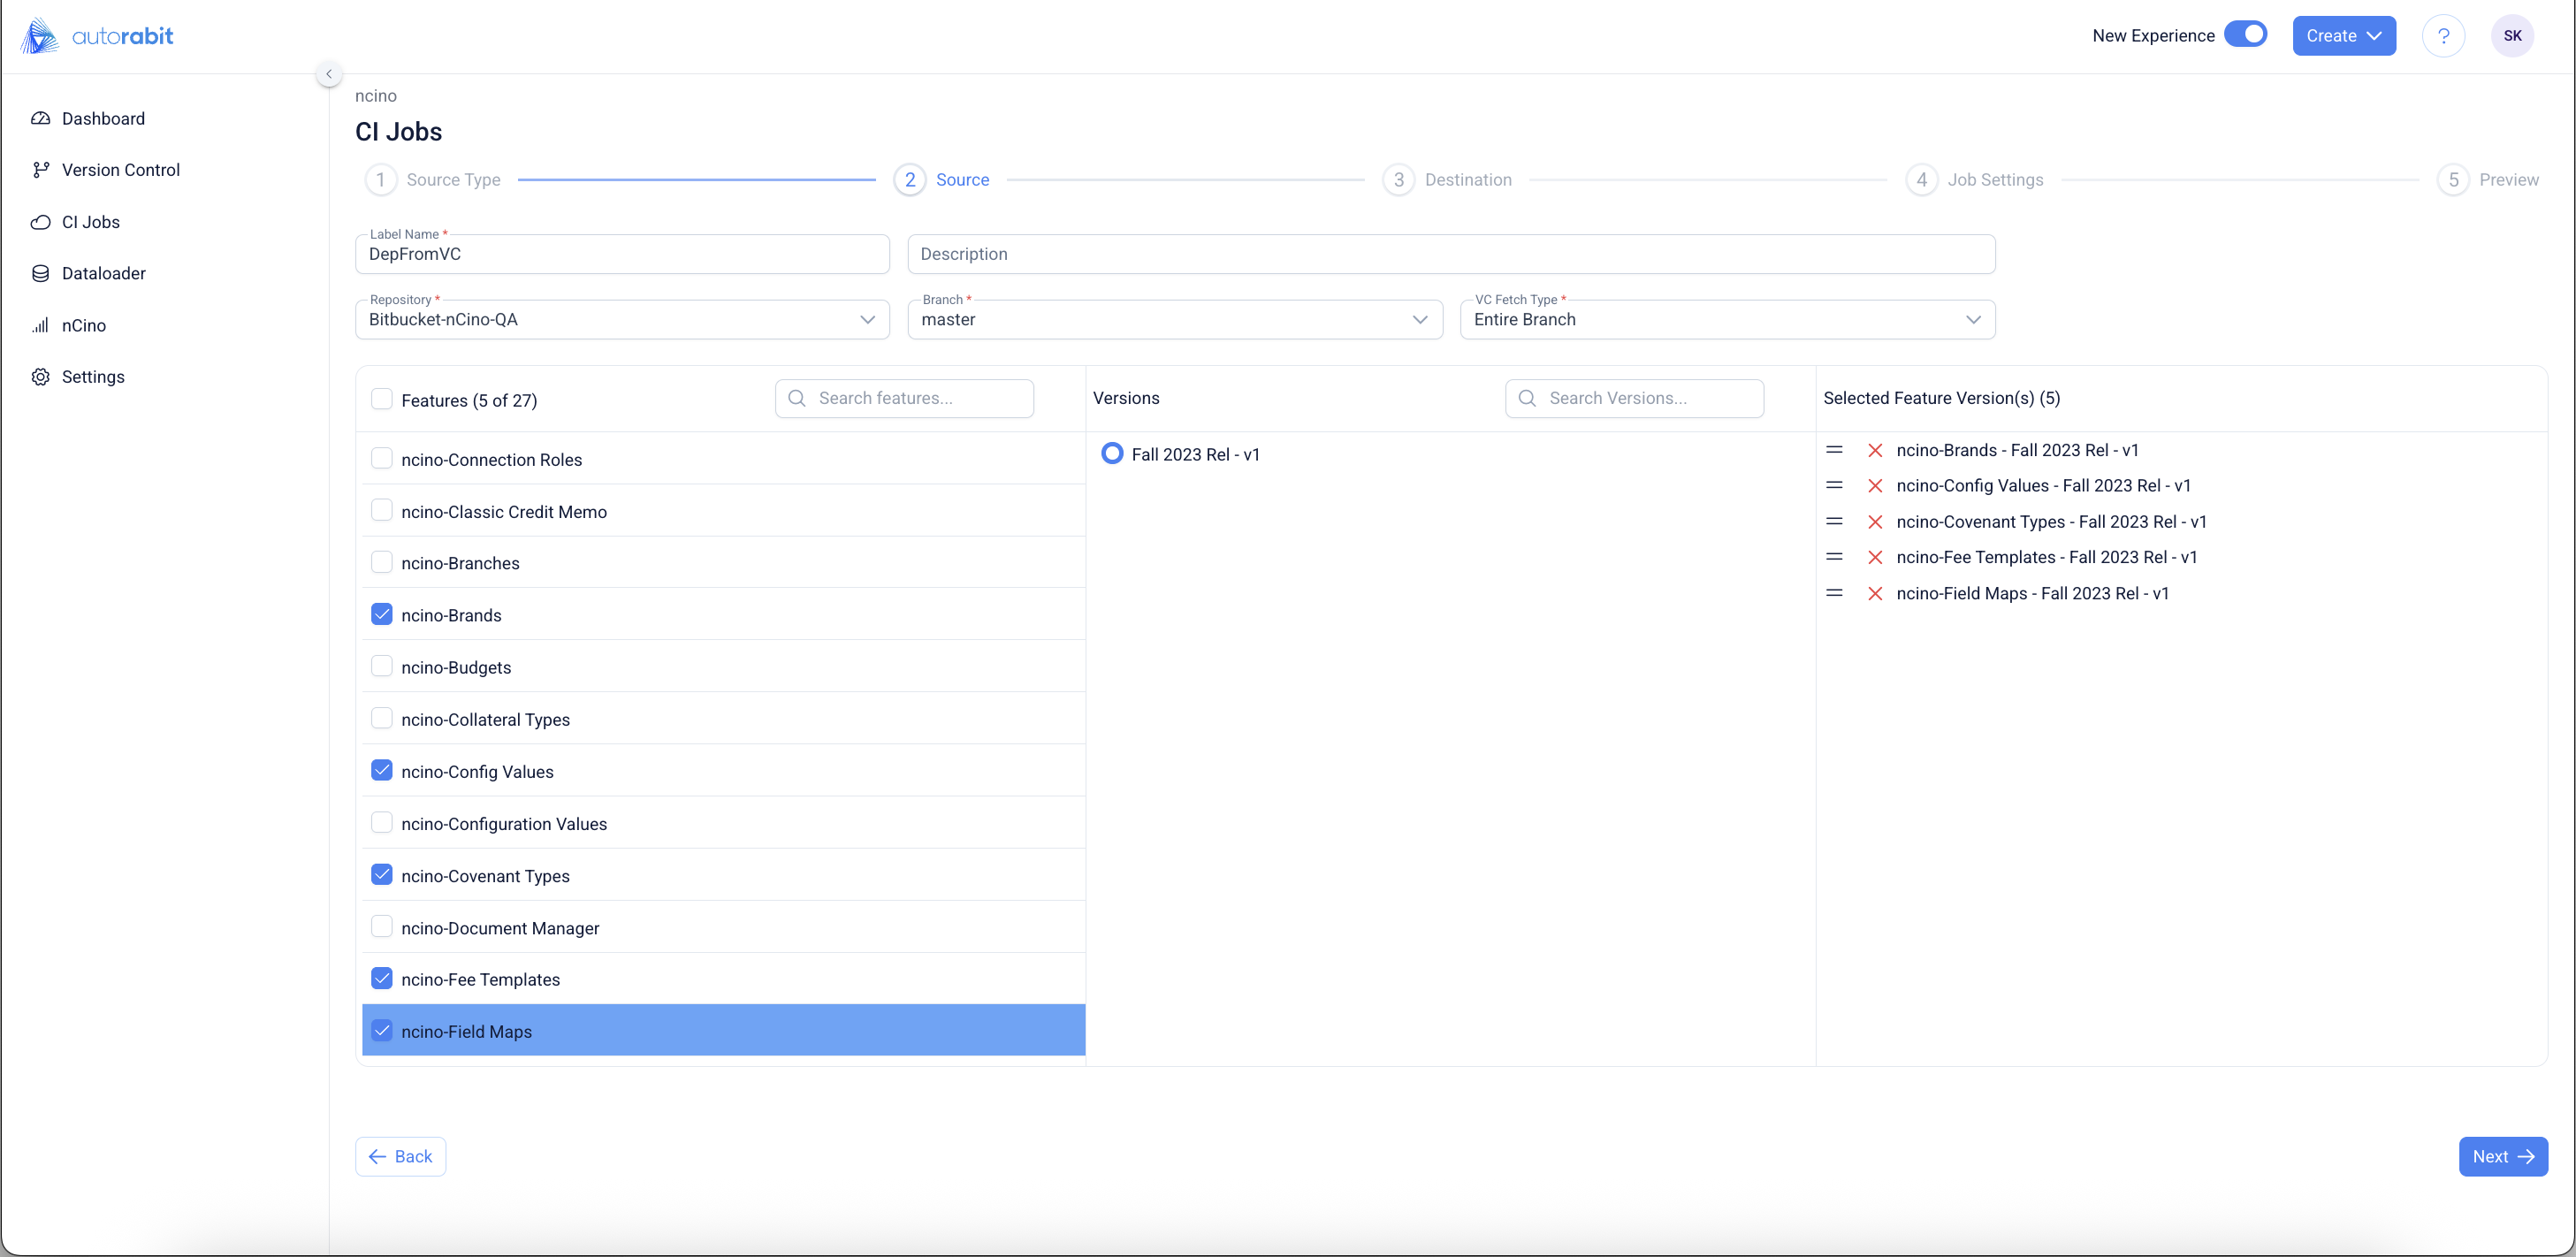 autorabit
New Experience
Create
?
SK
Dashboard
Version Control
CI Jobs
Dataloader
nCino
Settings
ncino
CI Jobs
1 Source Type
2 Source
3 Destination
4 Job Settings
5 Preview
Label Name *
DepFromVC
Description
Repository *
Bitbucket-nCino-QA
Branch *
master
VC Fetch Type *
Entire Branch
Features (5 of 27)
Search features...
ncino-Connection Roles
ncino-Classic Credit Memo
ncino-Branches
ncino-Brands
ncino-Budgets
ncino-Collateral Types
ncino-Config Values
ncino-Configuration Values
ncino-Covenant Types
ncino-Document Manager
ncino-Fee Templates
ncino-Field Maps
Versions
Search Versions...
Fall 2023 Rel - v1
Selected Feature Version(s) (5)
ncino-Brands - Fall 2023 Rel - v1
ncino-Config Values - Fall 2023 Rel - v1
ncino-Covenant Types - Fall 2023 Rel - v1
ncino-Fee Templates - Fall 2023 Rel - v1
ncino-Field Maps - Fall 2023 Rel - v1
Back
Next